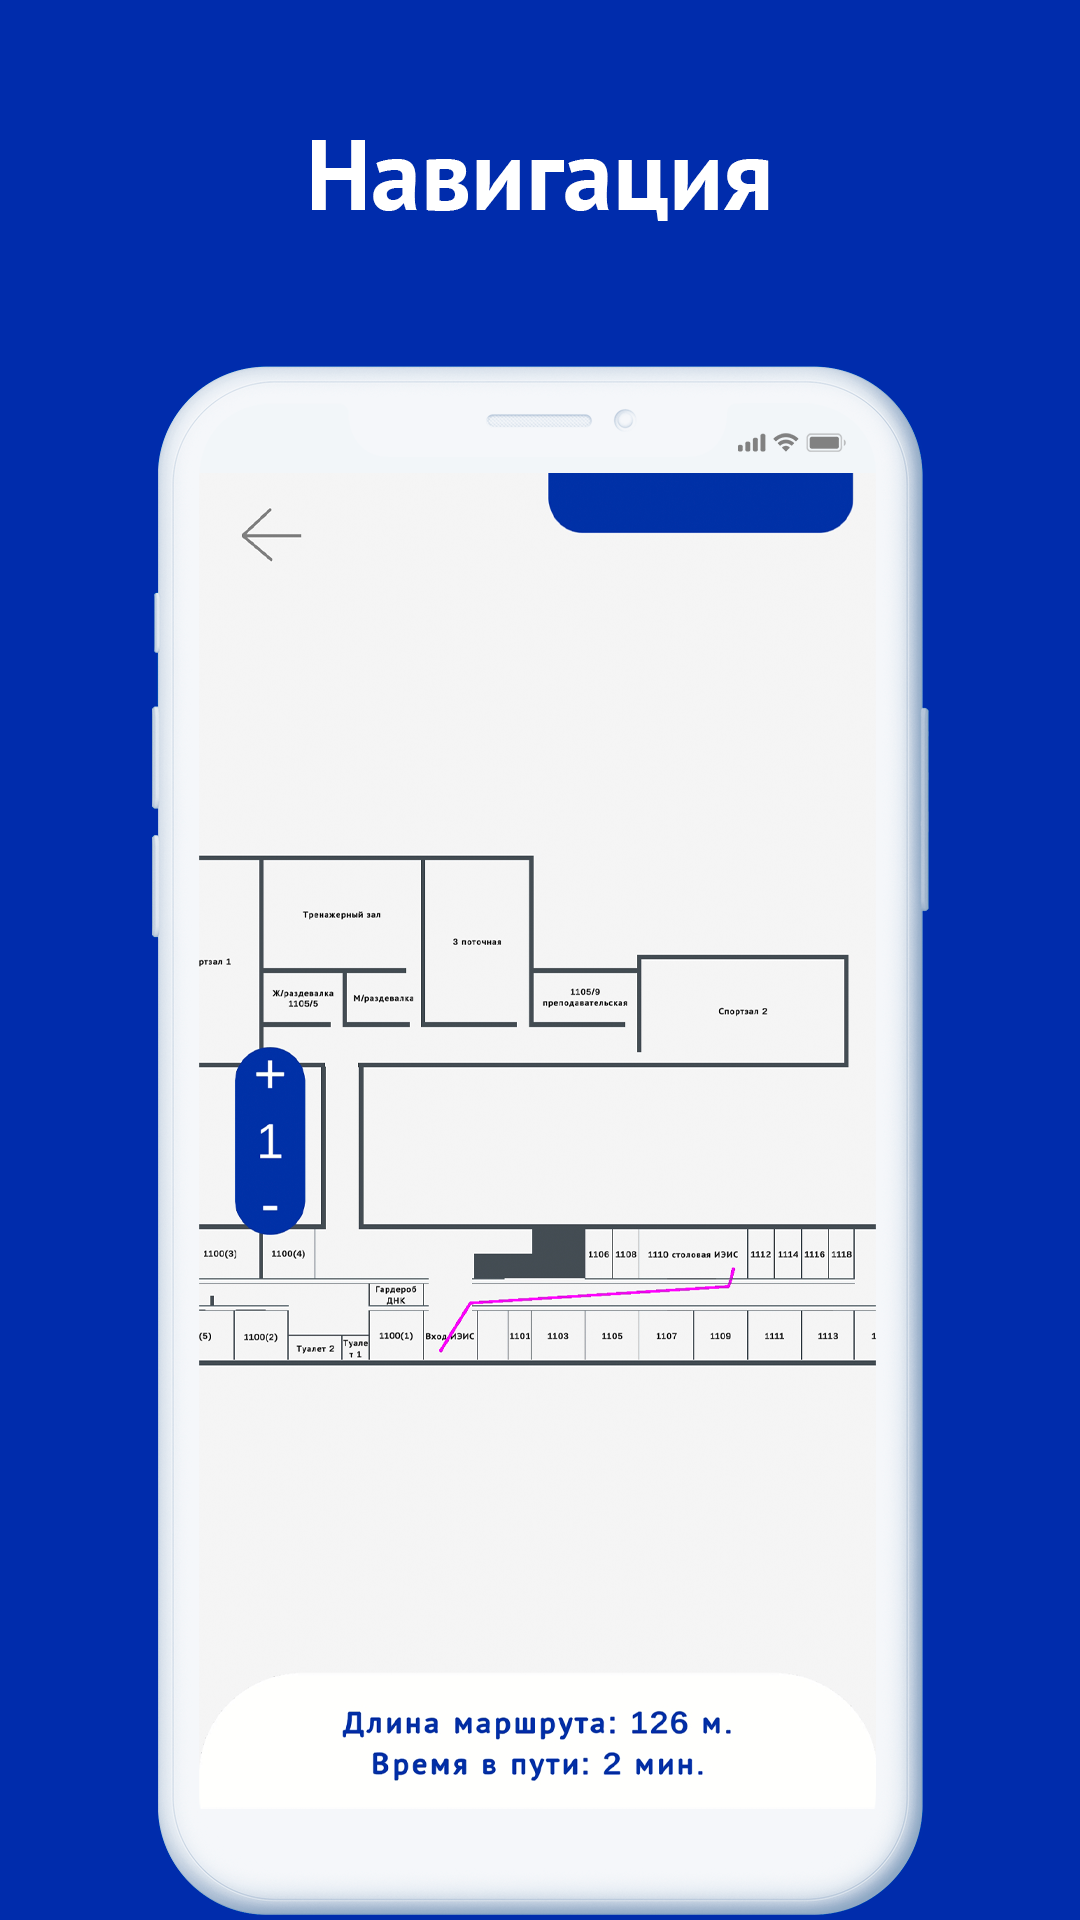 Навигация
Тренажерный зал
3 поточная
ртзал 1
Ж/раздевалка
1105/5
М/раздевалка
1105/9
преподавательская
Спортзал 2
+
1
-
1100(3)
1100(4)
1106
1108
1110 столовая ИЭИС
1112
1114
1116
1118
Гардероб
ДНК
(5)
1100(2)
Туалет 2
Туале
т 1
1100(1)
Вход ИЭИС
1101
1103
1105
1107
1109
1111
1113
1
Длина маршрута: 126 м.
Время в пути: 2 мин.